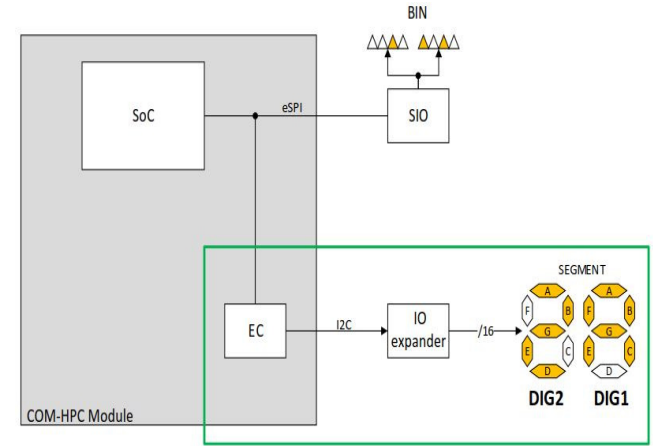 BIN
eSPI
SoC
SIO
SEGMENT
A A
F B F B
G G
EC I2C IO expander /16
E C E C
D D
DIG2 DIG1
COM-HPC Module